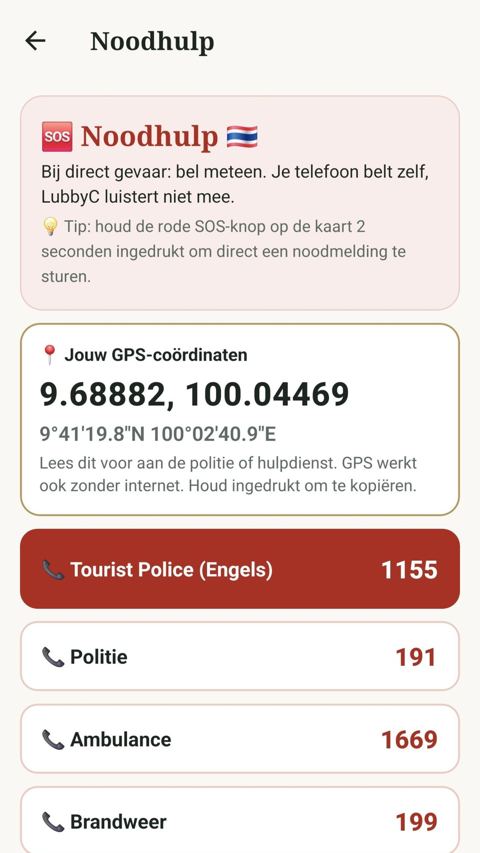 Noodhulp
SOS Noodhulp
Bij direct gevaar: bel meteen. Je telefoon belt zelf,
LubbyC luistert niet mee.
Tip: houd de rode SOS-knop op de kaart 2
seconden ingedrukt om direct een noodmelding te
sturen.
Jouw GPS-coördinaten
9.68882, 100.04469
9°41'19.8"N 100°02'40.9"E
Lees dit voor aan de politie of hulpdienst. GPS werkt
ook zonder internet. Houd ingedrukt om te kopiëren.
Tourist Police (Engels) 1155
Politie 191
Ambulance 1669
Brandweer 199